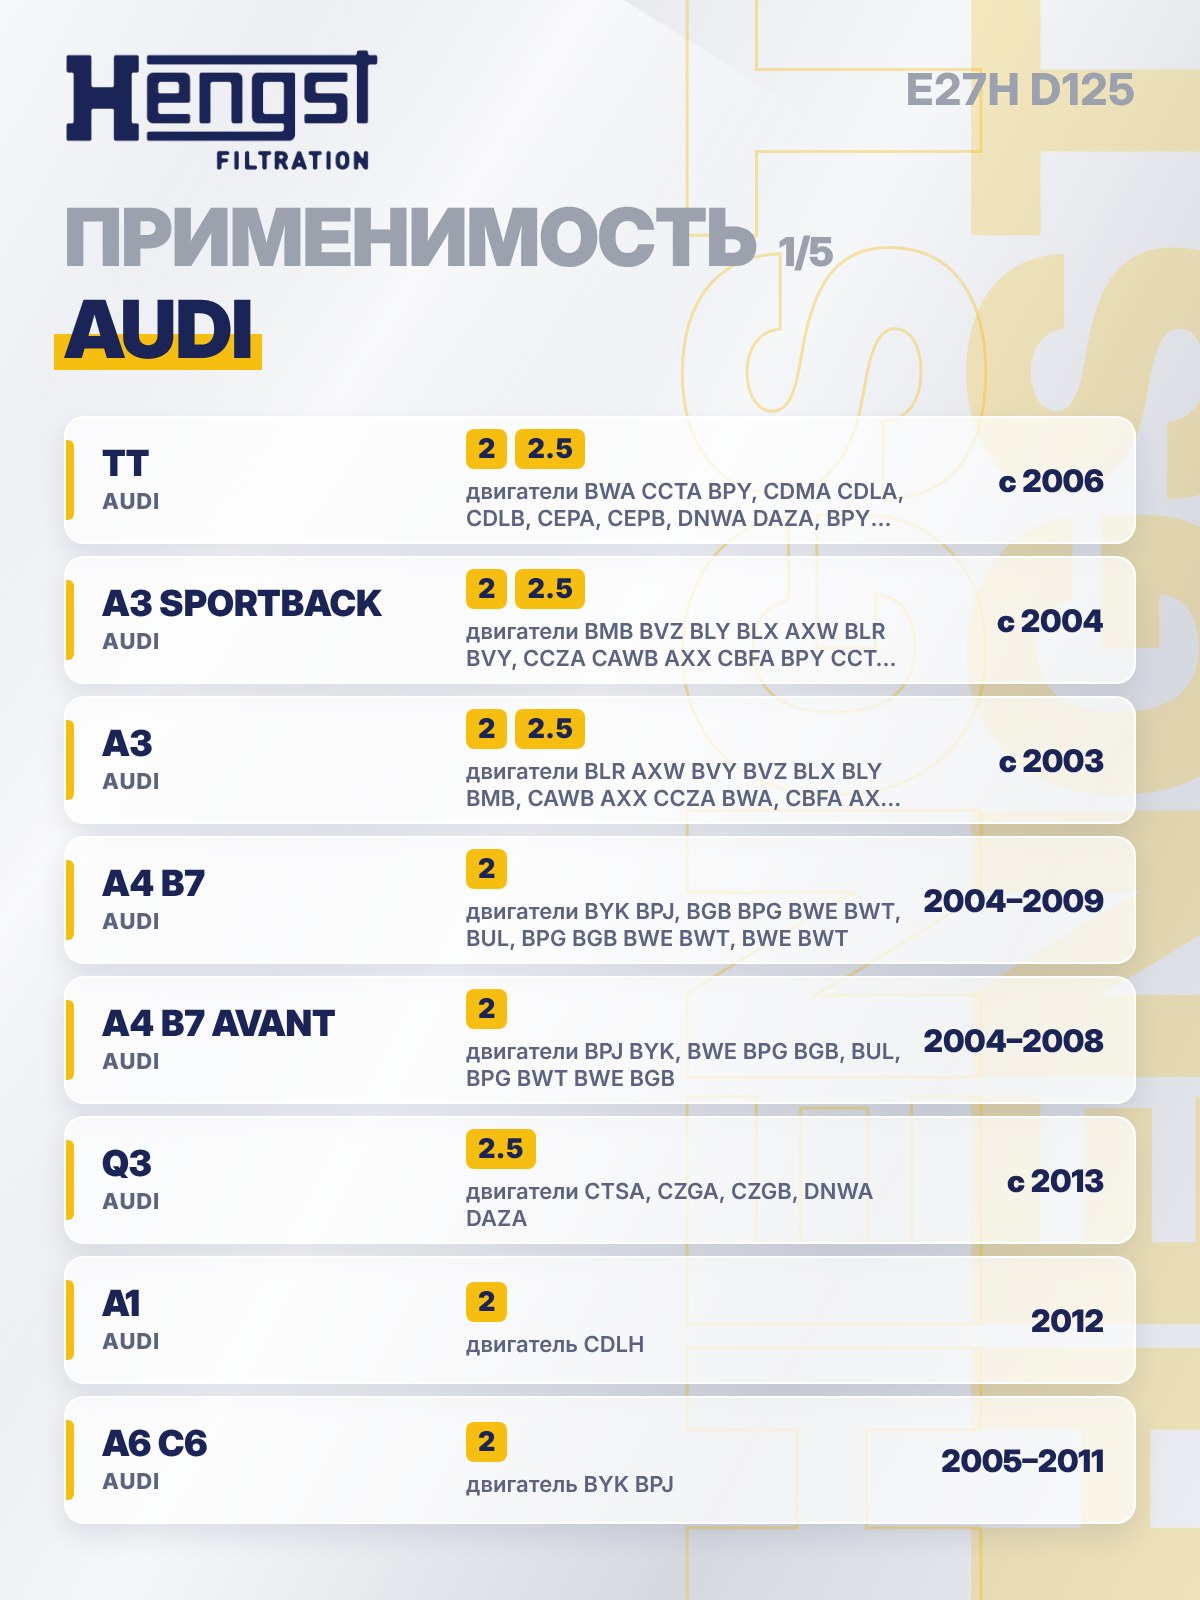 Hengst
FILTRATION
E27H D125
ПРИМЕНИМОСТЬ 1/5
AUDI
TT
AUDI
2 2.5
двигатели BWA CCTA BPY, CDMA CDLA,
CDLB, CEPA, CEPB, DNWA DAZA, BPY...
с 2006
A3 SPORTBACK
AUDI
2 2.5
двигатели BMB BVZ BLY BLX AXW BLR
BVY, CCZA CAWB AXX CBFA BPY CCT...
с 2004
A3
AUDI
2 2.5
двигатели BLR AXW BVY BVZ BLX BLY
BMB, CAWB AXX CCZA BWA, CBFA AX...
с 2003
A4 B7
AUDI
2
двигатели BYK BPJ, BGB BPG BWE BWT,
BUL, BPG BGB BWE BWT, BWE BWT
2004–2009
A4 B7 AVANT
AUDI
2
двигатели BPJ BYK, BWE BPG BGB, BUL,
BPG BWT BWE BGB
2004–2008
Q3
AUDI
2.5
двигатели CTSA, CZGA, CZGB, DNWA
DAZA
с 2013
A1
AUDI
2
двигатель CDLH
2012
A6 C6
AUDI
2
двигатель BYK BPJ
2005–2011
HENGST
HENGST